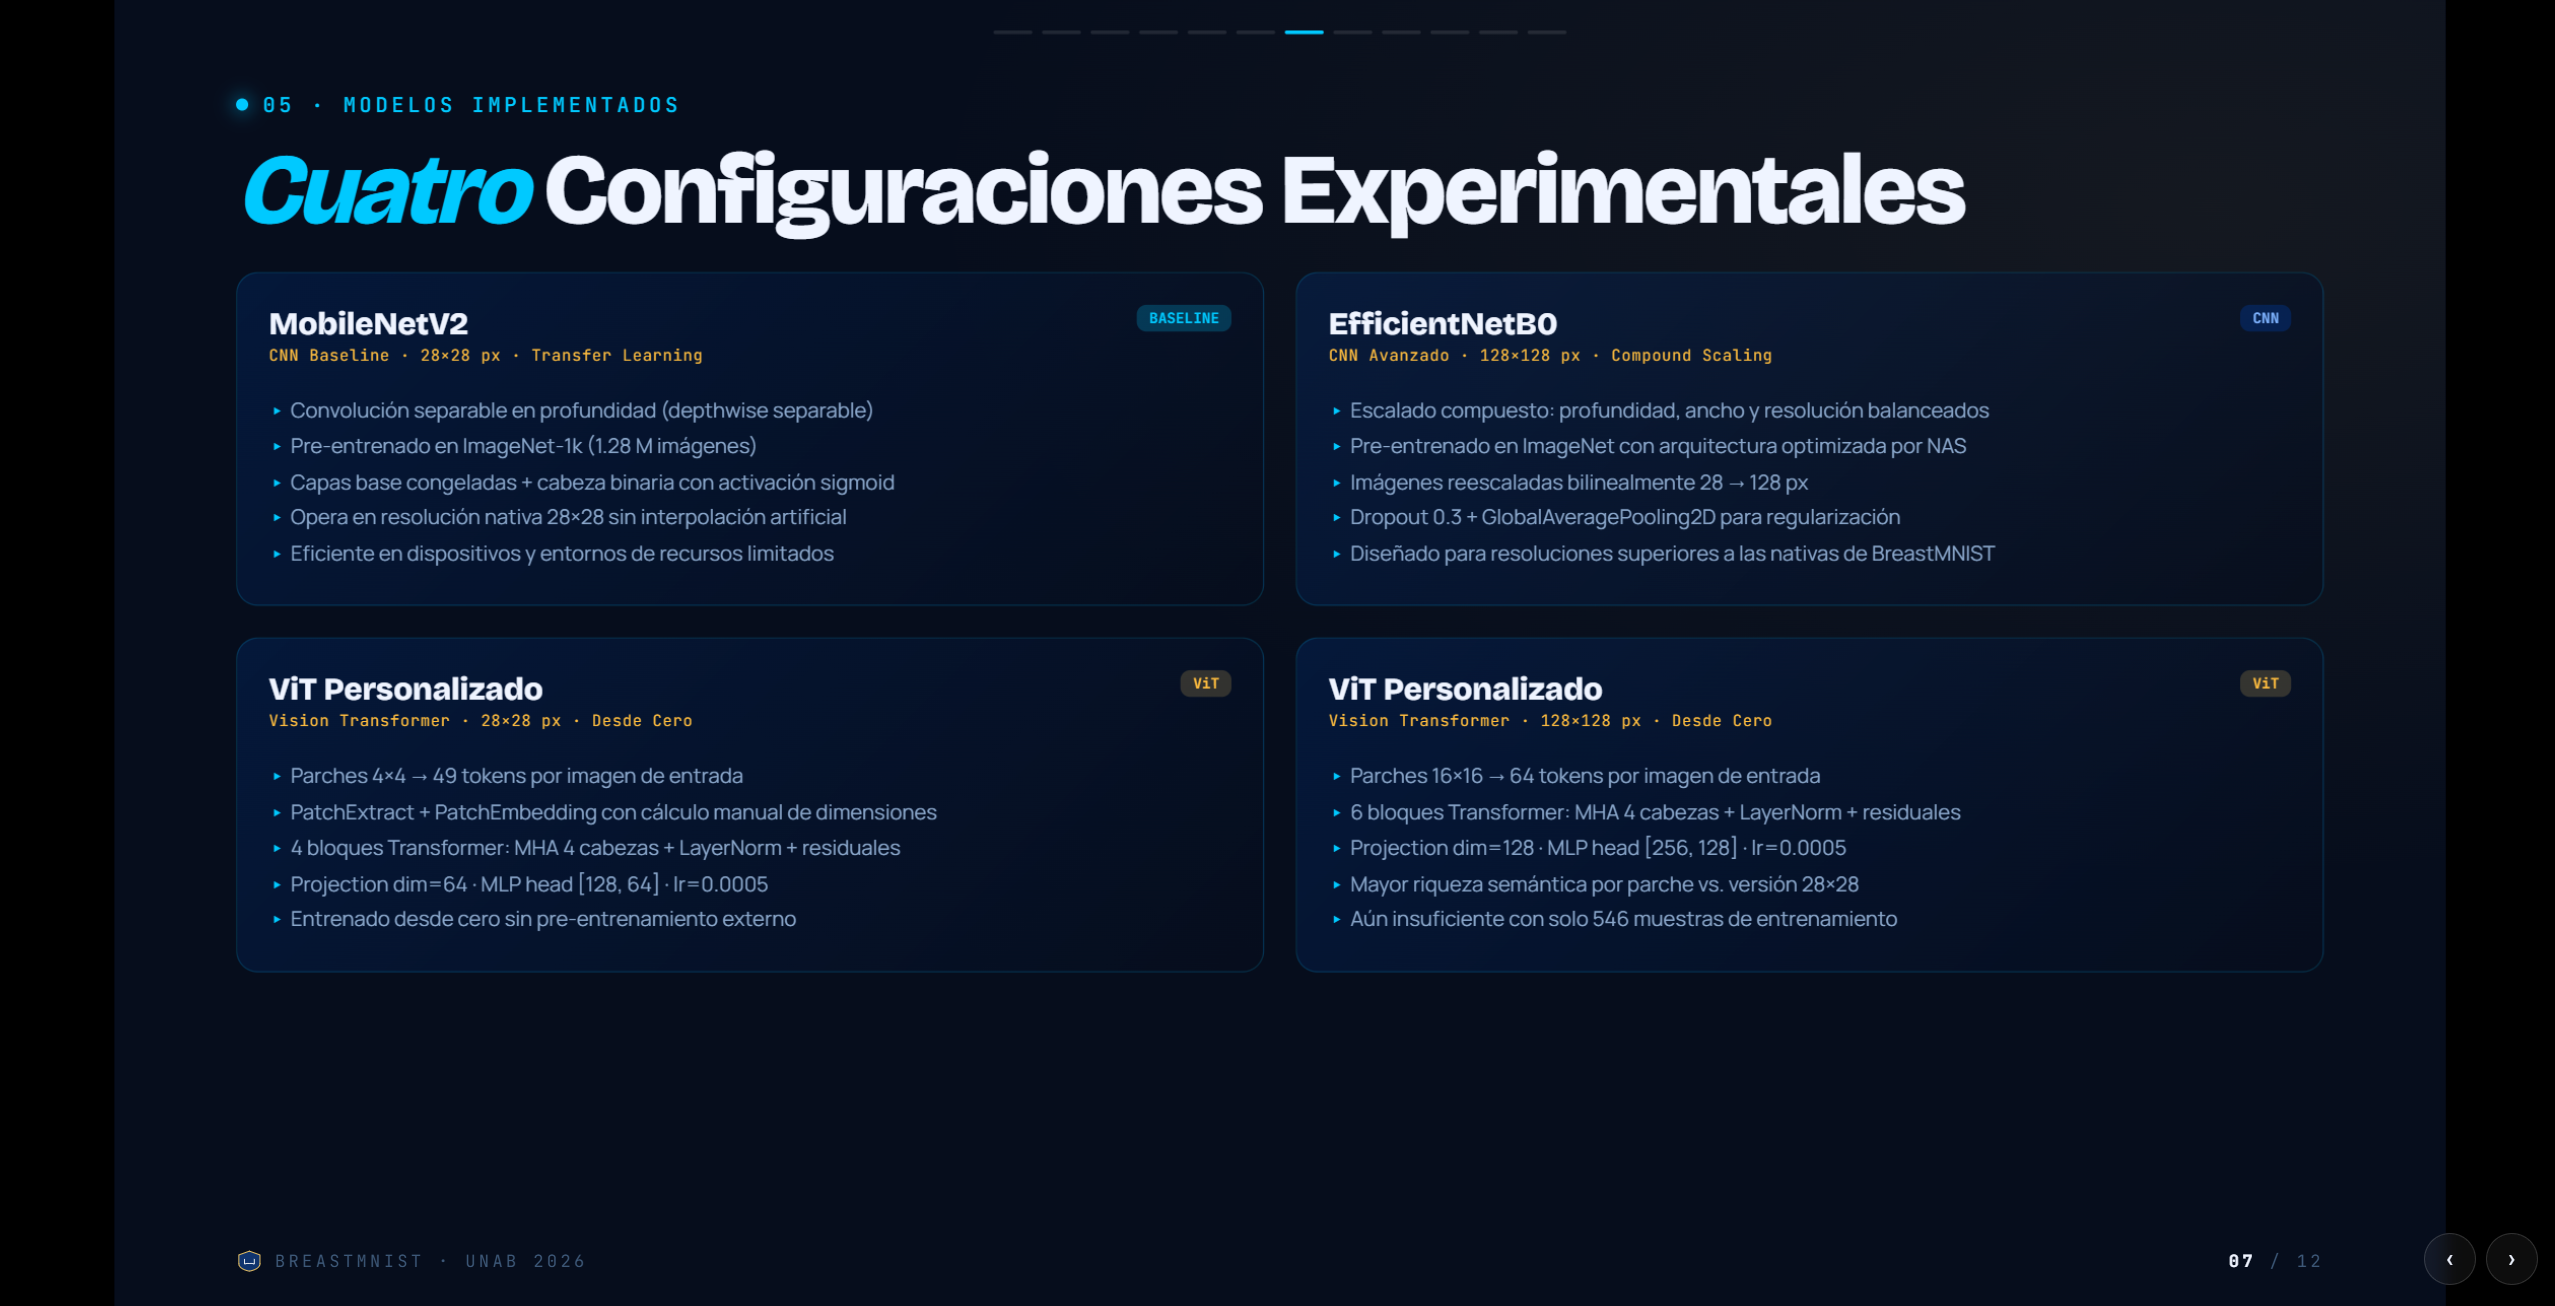 05 · MODELOS IMPLEMENTADOS
Cuatro Configuraciones Experimentales
MobileNetV2
BASELINE
CNN Baseline · 28×28 px · Transfer Learning
▸ Convolución separable en profundidad (depthwise separable)
▸ Pre-entrenado en ImageNet-1k (1.28 M imágenes)
▸ Capas base congeladas + cabeza binaria con activación sigmoid
▸ Opera en resolución nativa 28×28 sin interpolación artificial
▸ Eficiente en dispositivos y entornos de recursos limitados
EfficientNetB0
CNN
CNN Avanzado · 128×128 px · Compound Scaling
▸ Escalado compuesto: profundidad, ancho y resolución balanceados
▸ Pre-entrenado en ImageNet con arquitectura optimizada por NAS
▸ Imágenes reescaladas bilinealmente 28 → 128 px
▸ Dropout 0.3 + GlobalAveragePooling2D para regularización
▸ Diseñado para resoluciones superiores a las nativas de BreastMNIST
ViT Personalizado
ViT
Vision Transformer · 28×28 px · Desde Cero
▸ Parches 4×4 → 49 tokens por imagen de entrada
▸ PatchExtract + PatchEmbedding con cálculo manual de dimensiones
▸ 4 bloques Transformer: MHA 4 cabezas + LayerNorm + residuales
▸ Projection dim=64 · MLP head [128, 64] · lr=0.0005
▸ Entrenado desde cero sin pre-entrenamiento externo
ViT Personalizado
ViT
Vision Transformer · 128×128 px · Desde Cero
▸ Parches 16×16 → 64 tokens por imagen de entrada
▸ 6 bloques Transformer: MHA 4 cabezas + LayerNorm + residuales
▸ Projection dim=128 · MLP head [256, 128] · lr=0.0005
▸ Mayor riqueza semántica por parche vs. versión 28×28
▸ Aún insuficiente con solo 546 muestras de entrenamiento
BREASTMNIST · UNAB 2026
07 / 12
‹ ›